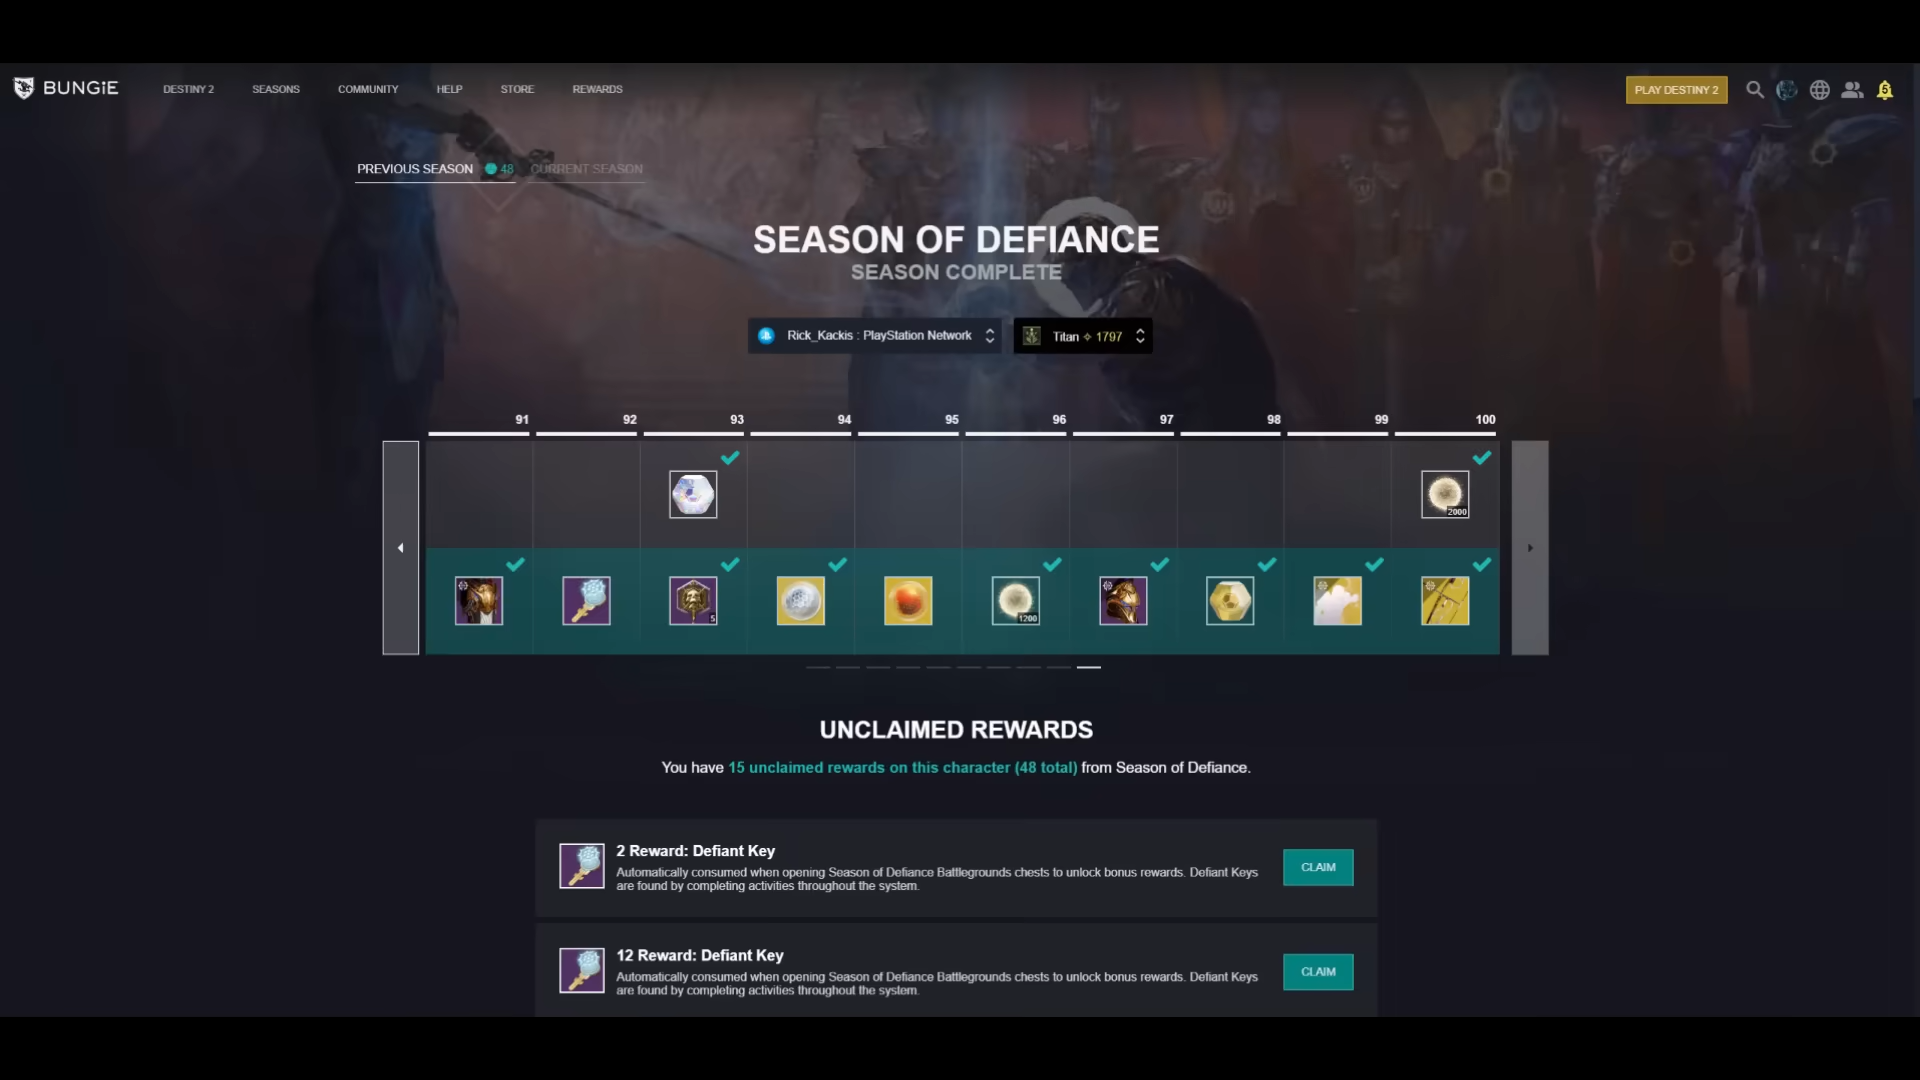 BUNGiE
DESTINY 2
SEASONS
COMMUNITY
HELP
STORE
REWARDS
PLAY DESTINY 2
5
PREVIOUS SEASON 48
CURRENT SEASON
SEASON OF DEFIANCE
SEASON COMPLETE
Rick_Kackis : PlayStation Network
Titan ✧ 1797
91 92 93 94 95 96 97 98 99 100
2000
5
1200
UNCLAIMED REWARDS
You have 15 unclaimed rewards on this character (48 total) from Season of Defiance.
2 Reward: Defiant Key
Automatically consumed when opening Season of Defiance Battlegrounds chests to unlock bonus rewards. Defiant Keys
are found by completing activities throughout the system.
CLAIM
12 Reward: Defiant Key
Automatically consumed when opening Season of Defiance Battlegrounds chests to unlock bonus rewards. Defiant Keys
are found by completing activities throughout the system.
CLAIM